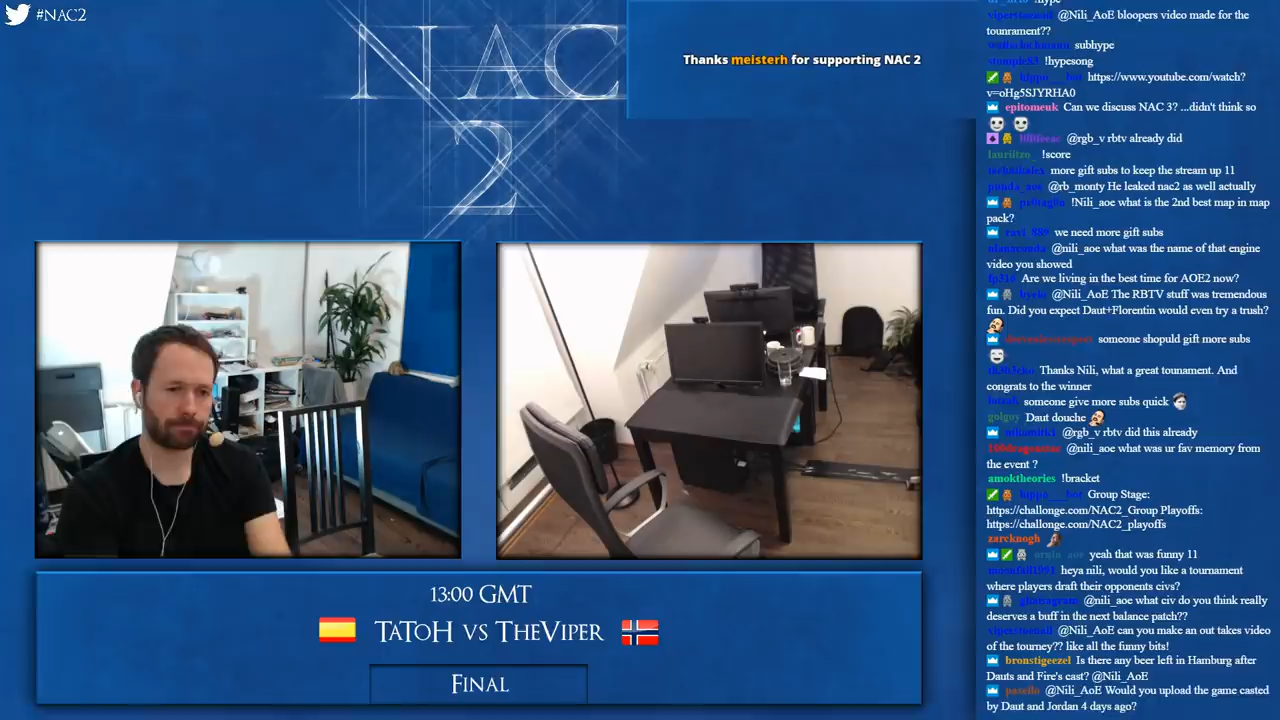 #NAC2
NAC
2
Thanks meisterh for supporting NAC 2
13:00 GMT
TaToH vs TheViper
Final
!hype
@Nili_AoE bloopers video made for the
tounrament??
subhype
!hypesong
https://www.youtube.com/watch?
v=oHg5SJYRHA0
epitomeuk Can we discuss NAC 3? ...didn't think so
@rgb_v rbtv already did
lauriitzo_ !score
more gift subs to keep the stream up 11
@rb_monty He leaked nac2 as well actually
!Nili_aoe what is the 2nd best map in map
pack?
we need more gift subs
@nili_aoe what was the name of that engine
video you showed
Are we living in the best time for AOE2 now?
@Nili_AoE The RBTV stuff was tremendous
fun. Did you expect Daut+Florentin would even try a trush?
someone shopuld gift more subs
Thanks Nili, what a great tounament. And
congrats to the winner
someone give more subs quick
golguy Daut douche
@rgb_v rbtv did this already
@nili_aoe what was ur fav memory from
the event ?
amoktheories !bracket
Group Stage:
https://challonge.com/NAC2_Group Playoffs:
https://challonge.com/NAC2_playoffs
zarcknogh
yeah that was funny 11
heya nili, would you like a tournament
where players draft their opponents civs?
@nili_aoe what civ do you think really
deserves a buff in the next balance patch??
@Nili_AoE can you make an out takes video
of the tourney?? like all the funny bits!
bronstigeezel Is there any beer left in Hamburg after
Dauts and Fire's cast? @Nili_AoE
@Nili_AoE Would you upload the game casted
by Daut and Jordan 4 days ago?